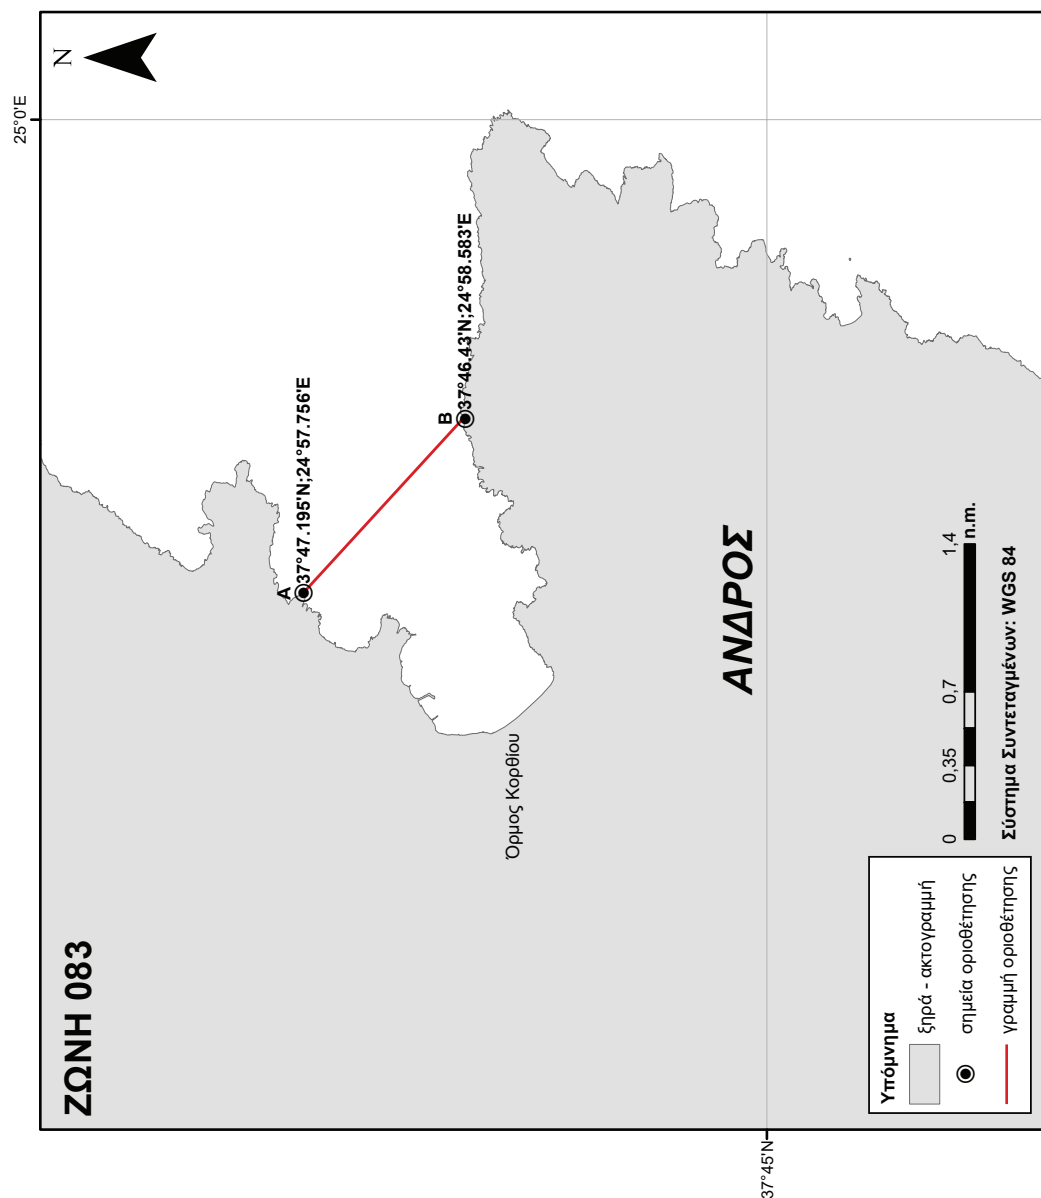 ΖΩΝΗ 083
N
25°0'E
A
37°47.195'N;24°57.756'E
B
37°46.43'N;24°58.583'E
Όρμος Κορθίου
ΑΝΔΡΟΣ
37°45'N
Υπόμνημα
ξηρά - ακτογραμμή
σημεία οριοθέτησης
γραμμή οριοθέτησης
0 0,35 0,7 1,4
n.m.
Σύστημα Συντεταγμένων: WGS 84